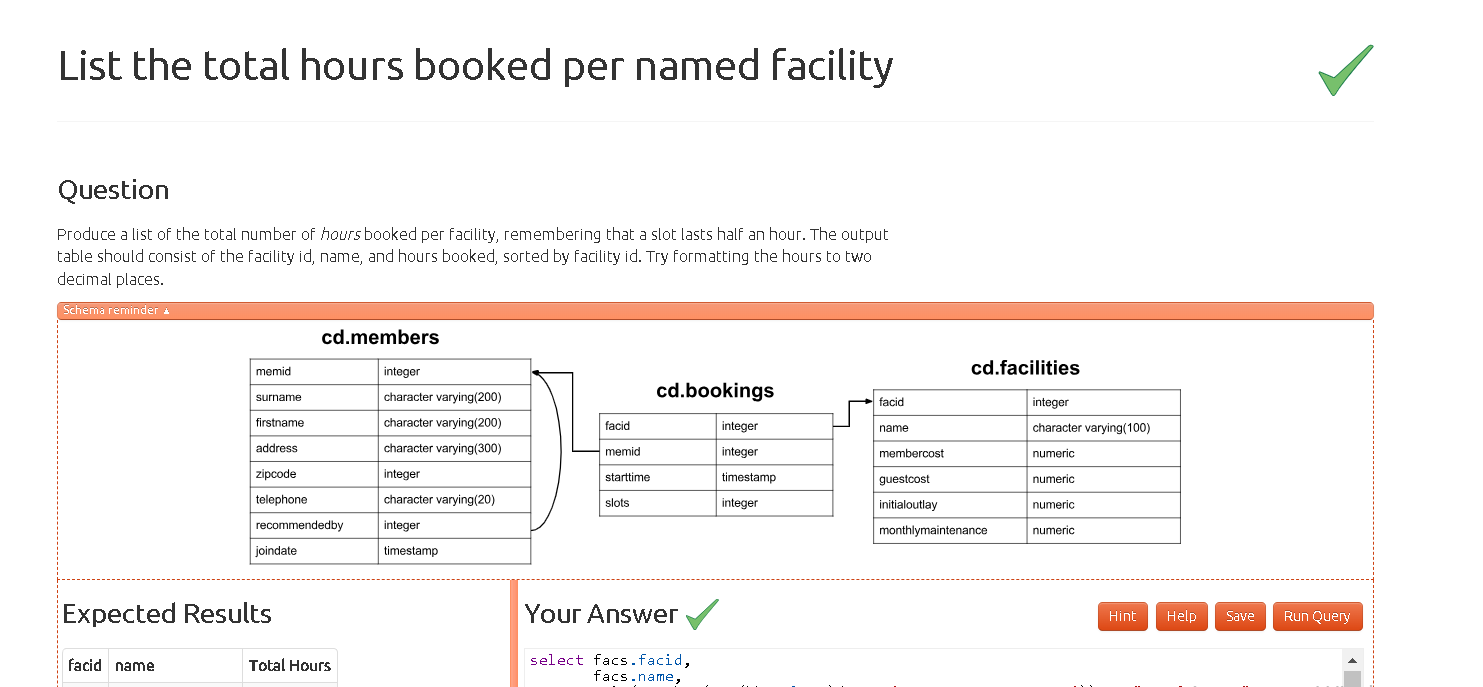 List the total hours booked per named facility
Question
Produce a list of the total number of hours booked per facility, remembering that a slot lasts half an hour. The output
table should consist of the facility id, name, and hours booked, sorted by facility id. Try formatting the hours to two
decimal places.
Schema reminder ▲
cd.members
memid integer
surname character varying(200)
firstname character varying(200)
address character varying(300)
zipcode integer
telephone character varying(20)
recommendedby integer
joindate timestamp
cd.bookings
facid integer
memid integer
starttime timestamp
slots integer
cd.facilities
facid integer
name character varying(100)
membercost numeric
guestcost numeric
initialoutlay numeric
monthlymaintenance numeric
Expected Results
facid name Total Hours
Your Answer
Hint Help Save Run Query
select facs.facid,
facs.name,